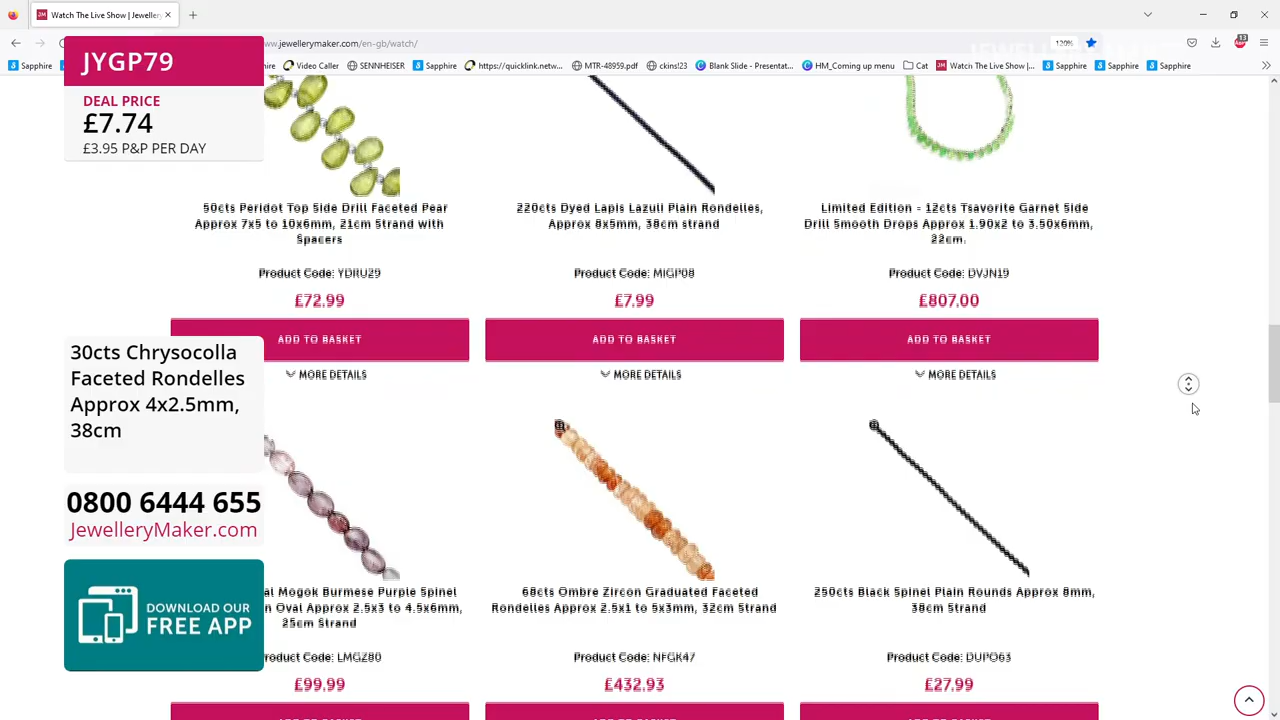 Watch The Live Show | Jeweller
ww.jewellerymaker.com/en-gb/watch/
120%
13
Sapphire
hire
Video Caller
SENNHEISER
Sapphire
https://quicklink.netw...
MTR-48959.pdf
ckins!23
Blank Slide - Presentat...
HM_Coming up menu
Cat
Watch The Live Show |...
Sapphire
Sapphire
Sapphire
JYGP79
DEAL PRICE
£7.74
£3.95 P&P PER DAY
50cts Peridot Top Side Drill Faceted Pear
Approx 7x5 to 10x6mm, 21cm Strand with
Spacers
Product Code: YDRU29
£72.99
ADD TO BASKET
MORE DETAILS
220cts Dyed Lapis Lazuli Plain Rondelles,
Approx 8x5mm, 38cm strand
Product Code: MIGP08
£7.99
ADD TO BASKET
MORE DETAILS
Limited Edition - 12cts Tsavorite Garnet Side
Drill Smooth Drops Approx 1.90x2 to 3.50x6mm,
22cm.
Product Code: DVJN19
£807.00
ADD TO BASKET
MORE DETAILS
30cts Chrysocolla
Faceted Rondelles
Approx 4x2.5mm,
38cm
0800 6444 655
JewelleryMaker.com
DOWNLOAD OUR
FREE APP
al Mogok Burmese Purple Spinel
n Oval Approx 2.5x3 to 4.5x6mm,
25cm Strand
roduct Code: LMGZ80
£99.99
68cts Ombre Zircon Graduated Faceted
Rondelles Approx 2.5x1 to 5x3mm, 32cm Strand
Product Code: NFGK47
£432.93
250cts Black Spinel Plain Rounds Approx 8mm,
38cm Strand
Product Code: DUPO63
£27.99